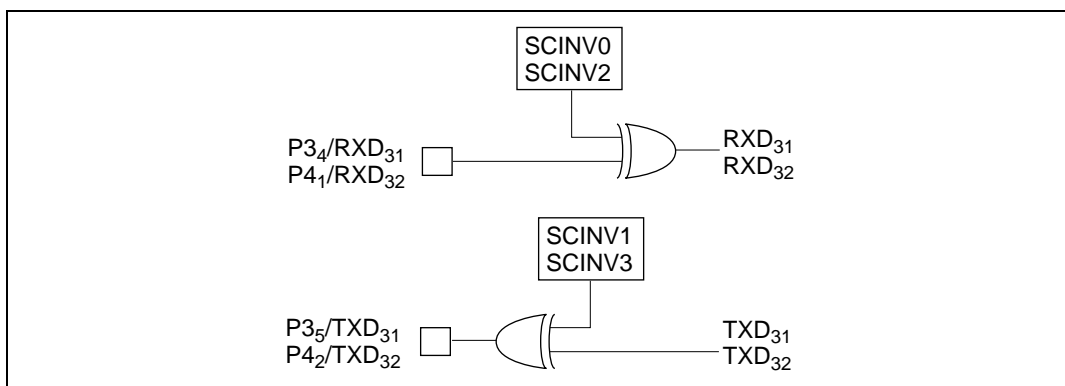 SCINV0
SCINV2
P3₄/RXD₃₁
P4₁/RXD₃₂
RXD₃₁
RXD₃₂
SCINV1
SCINV3
P3₅/TXD₃₁
P4₂/TXD₃₂
TXD₃₁
TXD₃₂